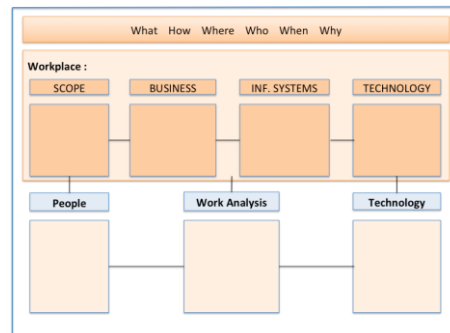 What How Where Who When Why
Workplace :
SCOPE BUSINESS INF. SYSTEMS TECHNOLOGY
People Work Analysis Technology